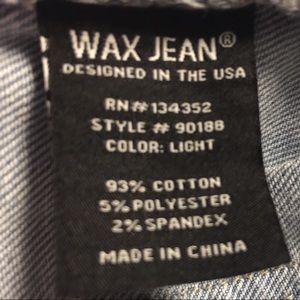 WAX JEAN®
DESIGNED IN THE USA
RN#134352
STYLE # 90188
COLOR: LIGHT
93% COTTON
5% POLYESTER
2% SPANDEX
MADE IN CHINA